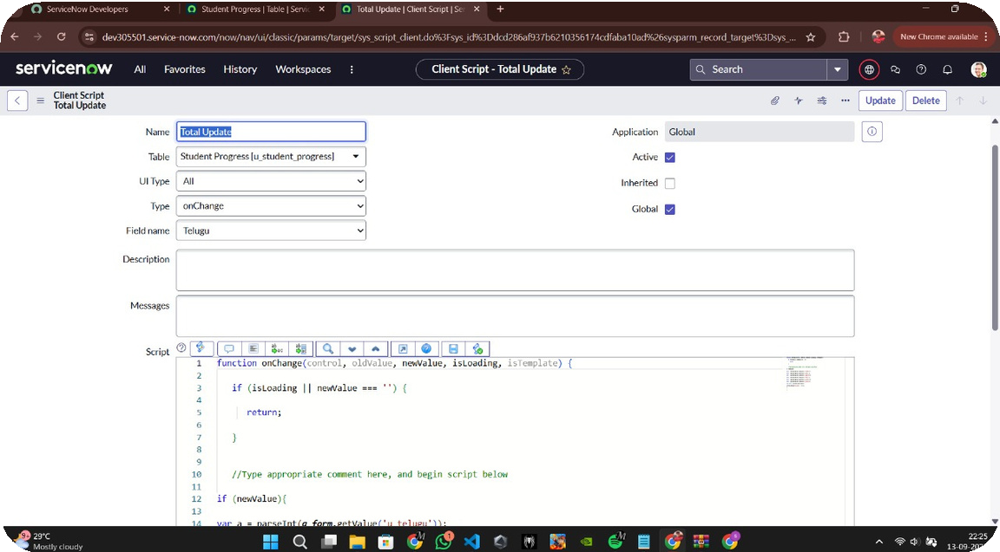 ServiceNow Developers
Student Progress | Table | Servic
Total Update | Client Script | Ser
dev305501.service-now.com/now/nav/ui/classic/params/target/sys_script_client.do%3Fsys_id%3Ddcd286af937b6210356174cdfaba10ad%26sysparm_record_target%3Dsys_...
New Chrome available
servicenow
All
Favorites
History
Workspaces
Client Script - Total Update
Search
Client Script
Total Update
Update
Delete
Name
Total Update
Application
Global
Table
Student Progress [u_student_progress]
Active
UI Type
All
Inherited
Type
onChange
Global
Field name
Telugu
Description
Messages
Script
1 function onChange(control, oldValue, newValue, isLoading, isTemplate) {
2
3 if (isLoading || newValue === '') {
4
5 return;
6
7 }
8
9
10 //Type appropriate comment here, and begin script below
11
12 if (newValue){
13
14 var a = parseInt(g_form.getValue('u_telugu'));
29°C
Mostly cloudy
22:25